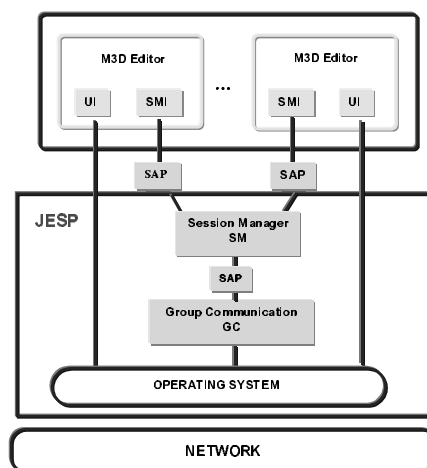 M3D Editor
M3D Editor
UI
SMI
...
SMI
UI
SAP
SAP
JESP
Session Manager
SM
SAP
Group Communication
GC
OPERATING SYSTEM
NETWORK